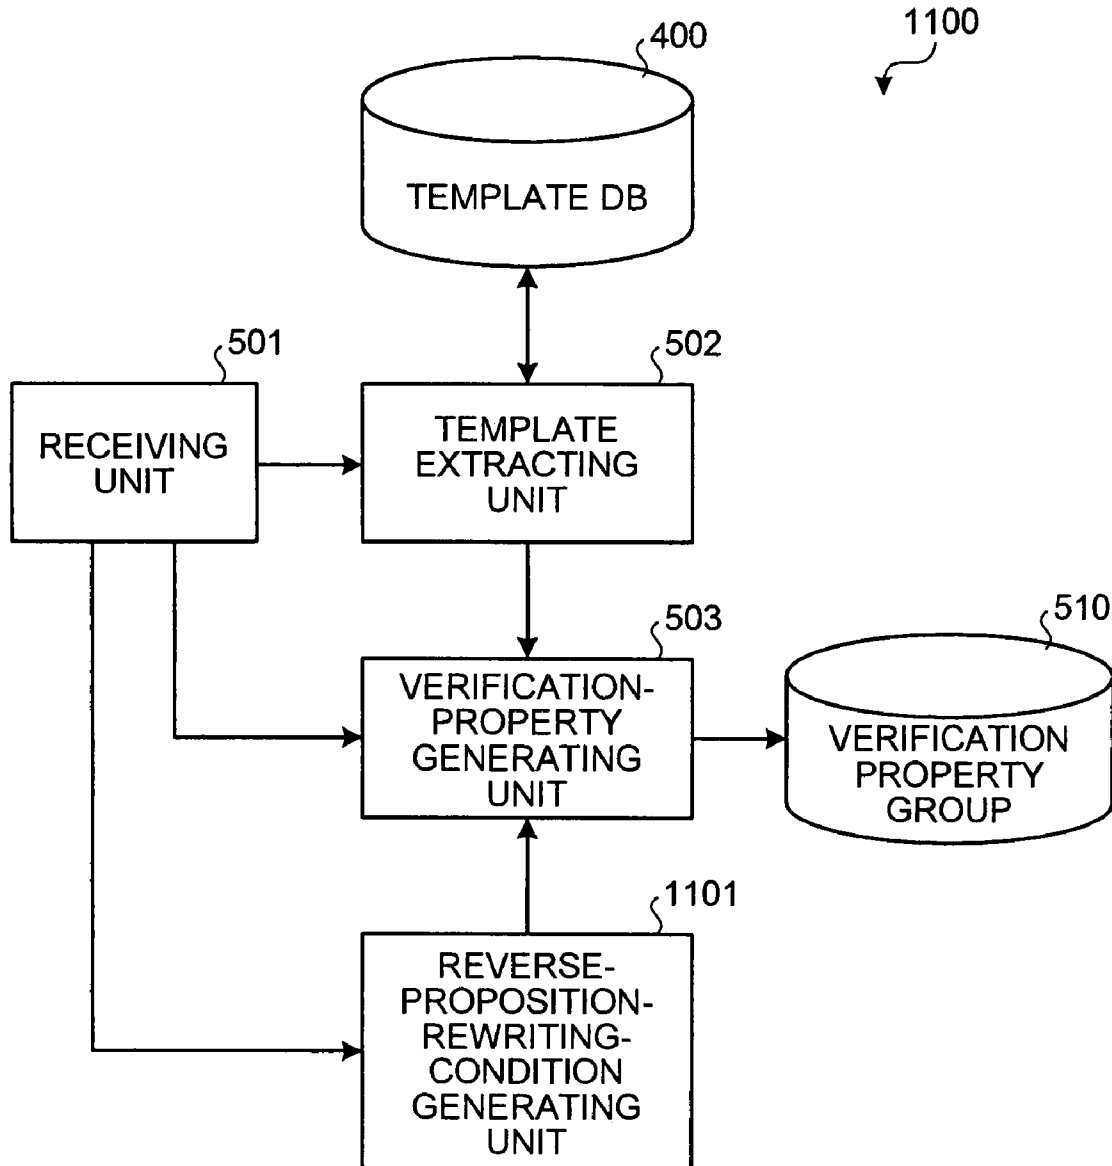 400
1100
TEMPLATE DB
501
502
RECEIVING
UNIT
TEMPLATE
EXTRACTING
UNIT
503
510
VERIFICATION-
PROPERTY
GENERATING
UNIT
VERIFICATION
PROPERTY
GROUP
1101
REVERSE-
PROPOSITION-
REWRITING-
CONDITION
GENERATING
UNIT